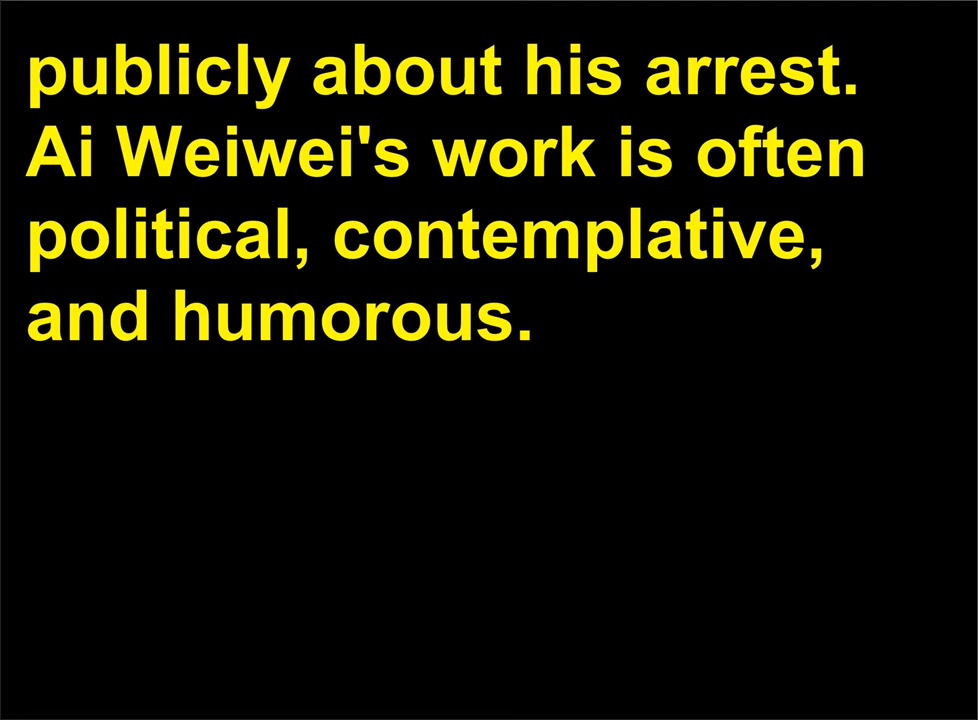 publicly about his arrest.
Ai Weiwei's work is often
political, contemplative,
and humorous.